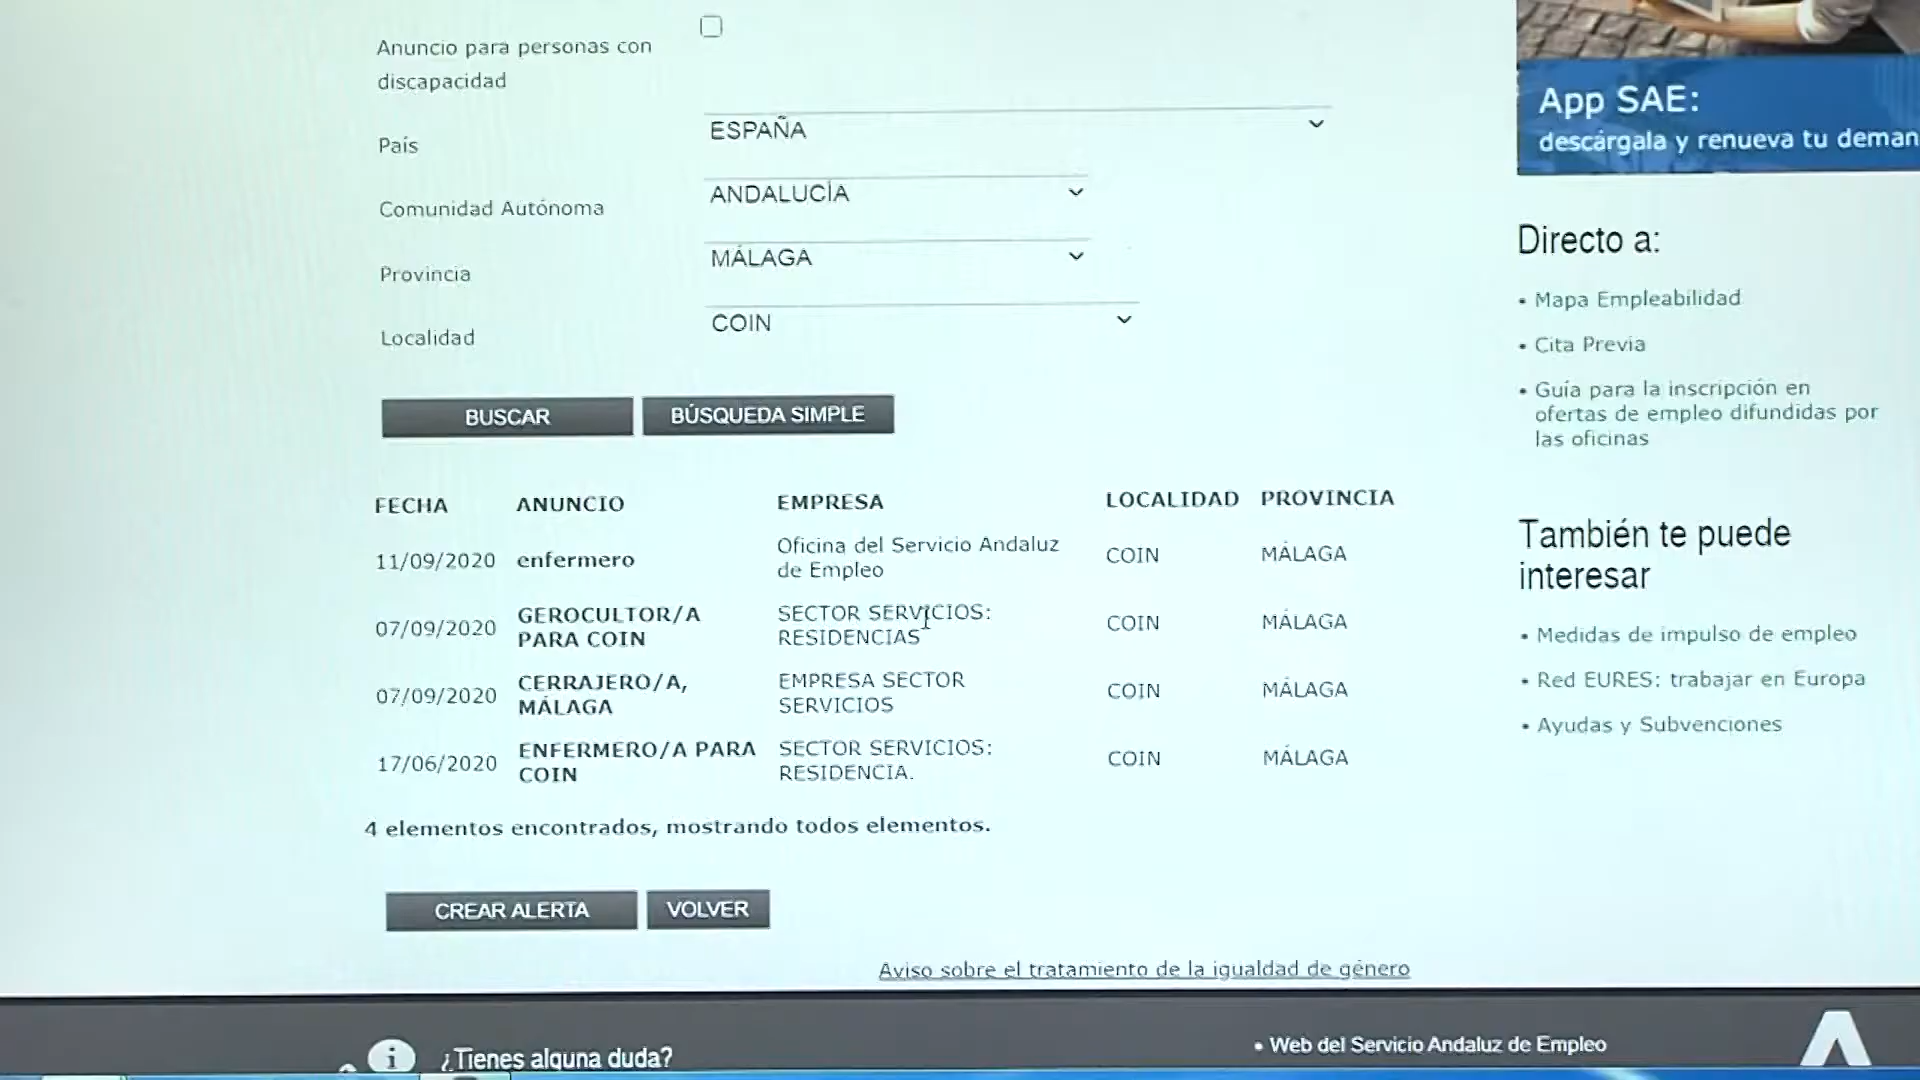 Anuncio para personas con
discapacidad
País
ESPAÑA
Comunidad Autónoma
ANDALUCÍA
Provincia
MÁLAGA
Localidad
COIN
BUSCAR
BÚSQUEDA SIMPLE
FECHA ANUNCIO EMPRESA LOCALIDAD PROVINCIA
11/09/2020 enfermero Oficina del Servicio Andaluz
de Empleo COIN MÁLAGA
07/09/2020 GEROCULTOR/A
PARA COIN SECTOR SERVICIOS:
RESIDENCIAS COIN MÁLAGA
07/09/2020 CERRAJERO/A,
MÁLAGA EMPRESA SECTOR
SERVICIOS COIN MÁLAGA
17/06/2020 ENFERMERO/A PARA
COIN SECTOR SERVICIOS:
RESIDENCIA. COIN MÁLAGA
4 elementos encontrados, mostrando todos elementos.
CREAR ALERTA
VOLVER
Aviso sobre el tratamiento de la igualdad de género
App SAE:
descárgala y renueva tu deman
Directo a:
• Mapa Empleabilidad
• Cita Previa
• Guía para la inscripción en
ofertas de empleo difundidas por
las oficinas
También te puede
interesar
• Medidas de impulso de empleo
• Red EURES: trabajar en Europa
• Ayudas y Subvenciones
i ¿Tienes alguna duda?
• Web del Servicio Andaluz de Empleo